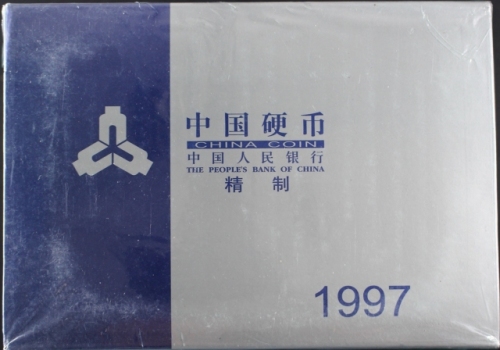 中国硬币
CHINA COIN
中国人民银行
THE PEOPLE'S BANK OF CHINA
精 制
1997